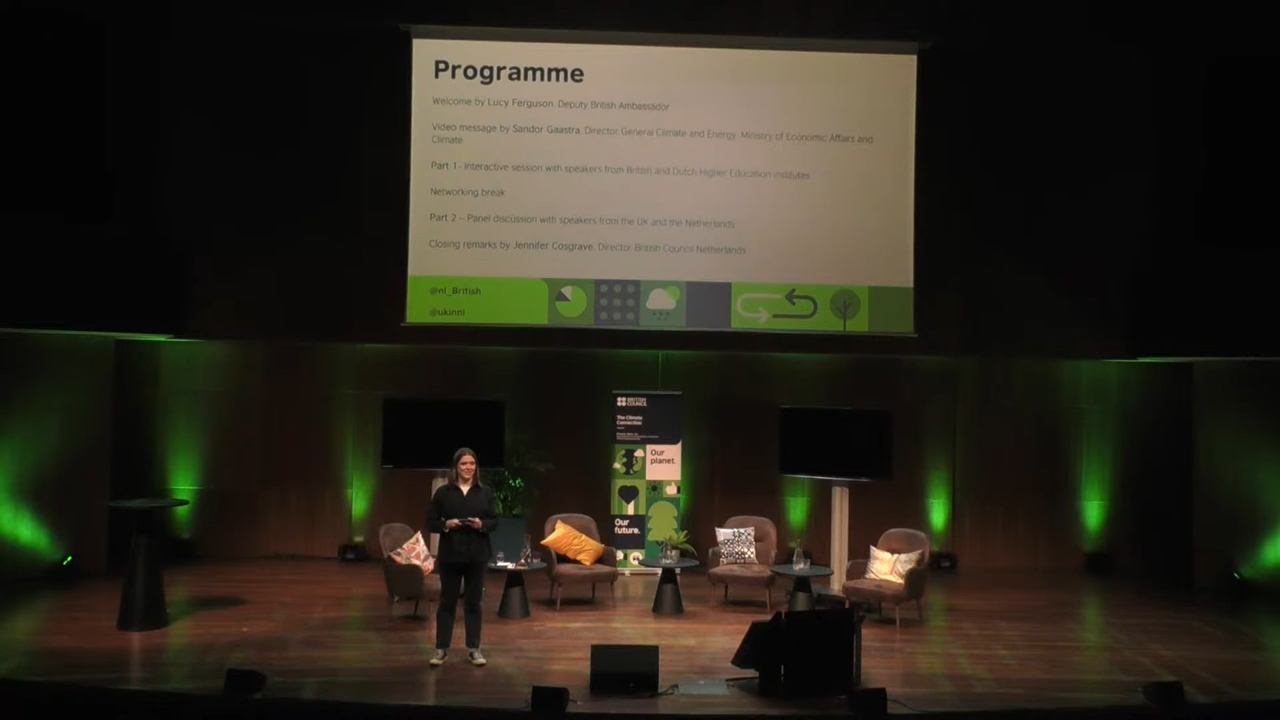 Programme
Welcome by Lucy Ferguson, Deputy British Ambassador
Video message by Sandor Gaastra, Director General Climate and Energy, Ministry of Economic Affairs and
Climate
Part 1- Interactive session with speakers from British and Dutch Higher Education institutes
Networking break
Part 2 – Panel discussion with speakers from the UK and the Netherlands
Closing remarks by Jennifer Cosgrave, Director British Council Netherlands
@nl_British
@ukinnl
BRITISH
COUNCIL
The Climate
Connection
Our
planet.
Our
future.